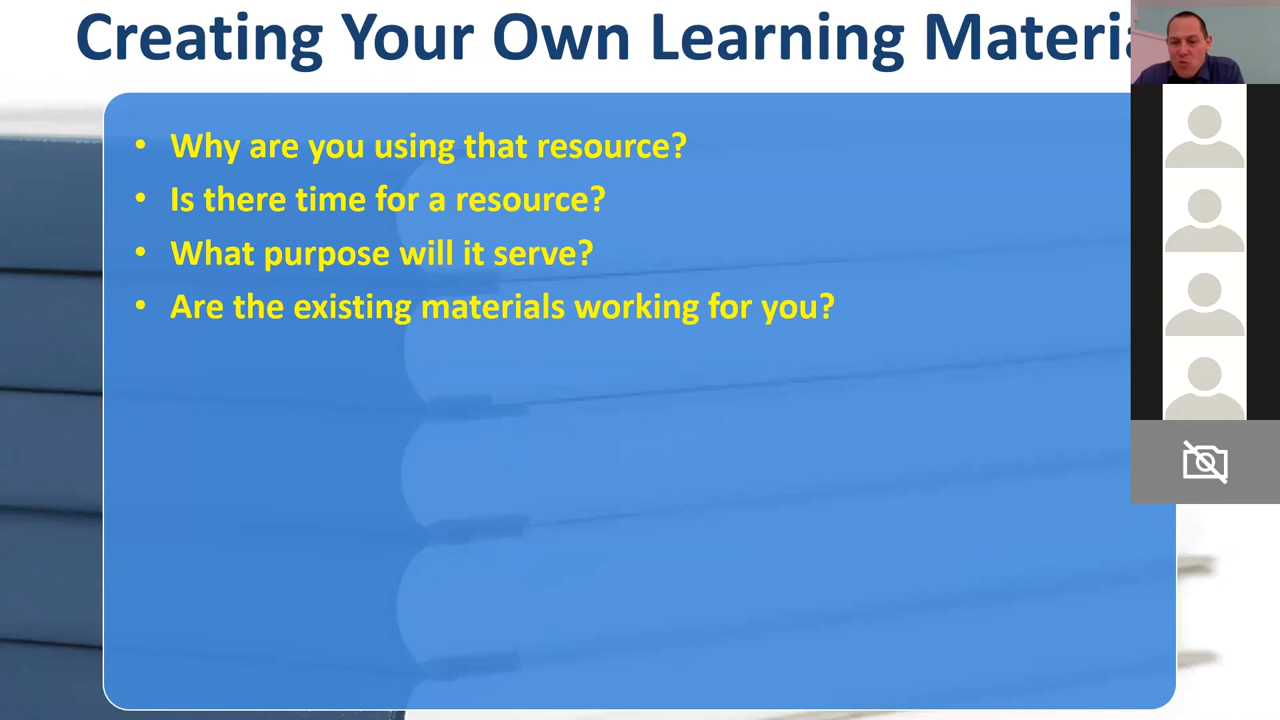 Creating Your Own Learning Materia
• Why are you using that resource?
• Is there time for a resource?
• What purpose will it serve?
• Are the existing materials working for you?